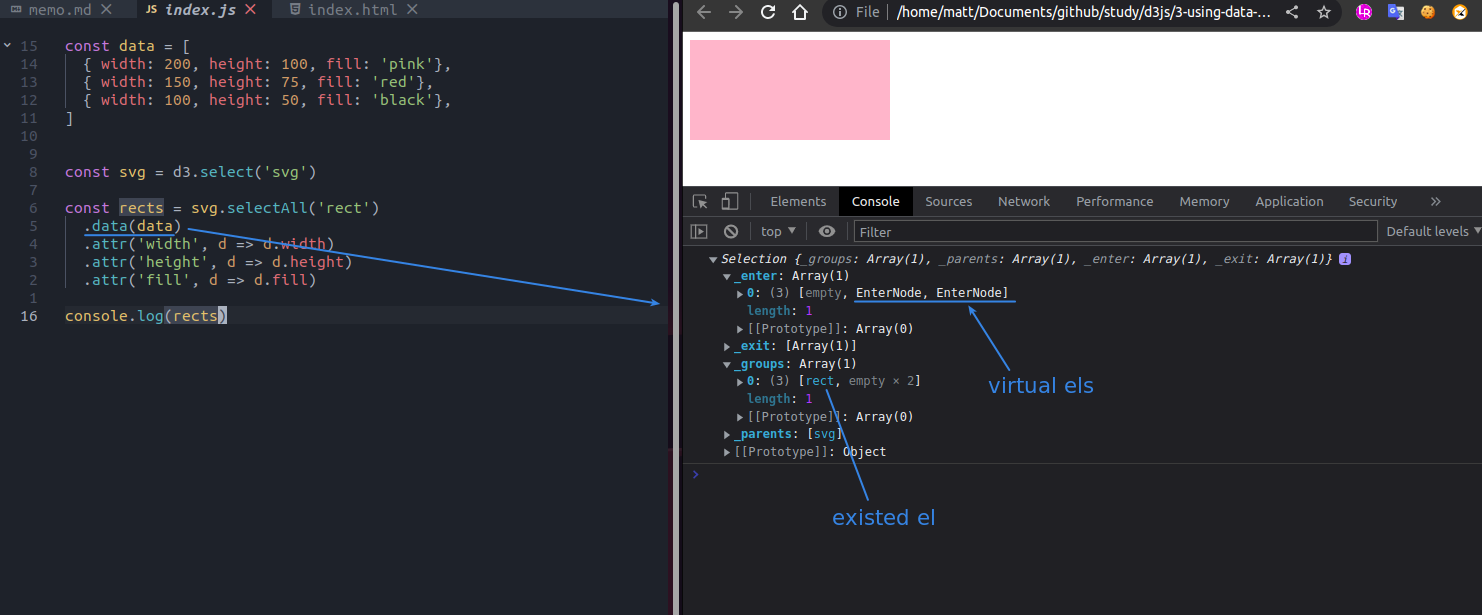 memo.md
JS index.js
index.html
15 const data = [
14 { width: 200, height: 100, fill: 'pink'},
13 { width: 150, height: 75, fill: 'red'},
12 { width: 100, height: 50, fill: 'black'},
11 ]
10
9
8 const svg = d3.select('svg')
7
6 const rects = svg.selectAll('rect')
5 .data(data)
4 .attr('width', d => d.width)
3 .attr('height', d => d.height)
2 .attr('fill', d => d.fill)
1
16 console.log(rects)
File /home/matt/Documents/github/study/d3js/3-using-data-...
LR
Elements Console Sources Network Performance Memory Application Security »
top Filter Default levels
Selection {_groups: Array(1), _parents: Array(1), _enter: Array(1), _exit: Array(1)} i
_enter: Array(1)
0: (3) [empty, EnterNode, EnterNode]
length: 1
[[Prototype]]: Array(0)
_exit: [Array(1)]
_groups: Array(1)
0: (3) [rect, empty × 2]
length: 1
[[Prototype]]: Array(0)
_parents: [svg]
[[Prototype]]: Object
virtual els
existed el